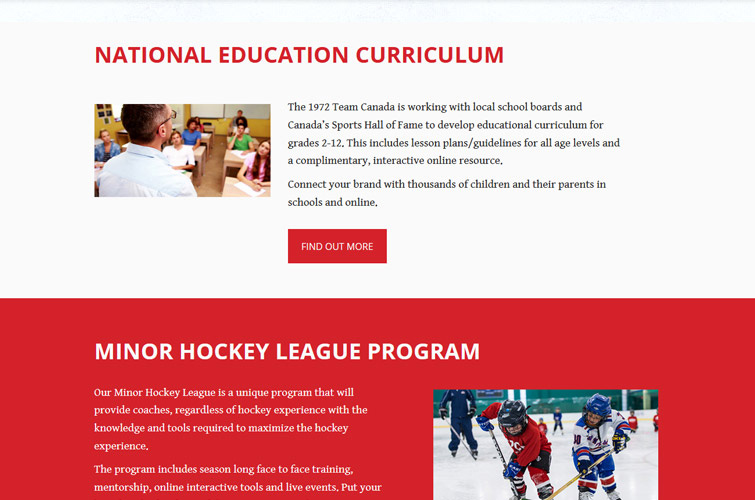 NATIONAL EDUCATION CURRICULUM
The 1972 Team Canada is working with local school boards and
Canada's Sports Hall of Fame to develop educational curriculum for
grades 2-12. This includes lesson plans/guidelines for all age levels and
a complimentary, interactive online resource.
Connect your brand with thousands of children and their parents in
schools and online.
FIND OUT MORE
MINOR HOCKEY LEAGUE PROGRAM
Our Minor Hockey League is a unique program that will
provide coaches, regardless of hockey experience with the
knowledge and tools required to maximize the hockey
experience.
The program includes season long face to face training,
mentorship, online interactive tools and live events. Put your